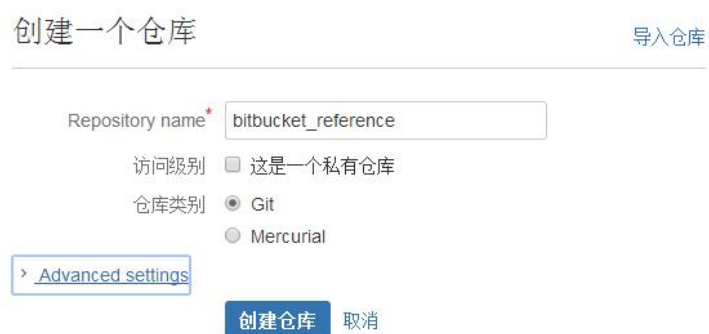 创建一个仓库
导入仓库
Repository name*
bitbucket_reference
访问级别
这是一个私有仓库
仓库类别
Git
Mercurial
Advanced settings
创建仓库
取消